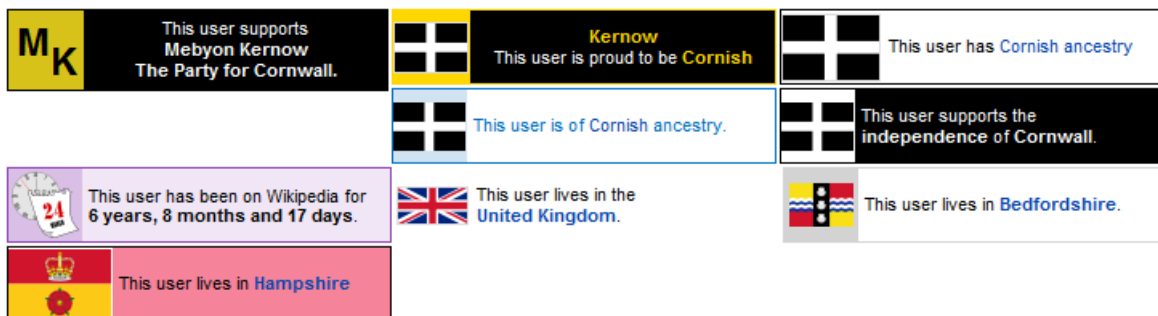 MK
This user supports
Mebyon Kernow
The Party for Cornwall.
Kernow
This user is proud to be Cornish
This user has Cornish ancestry
This user is of Cornish ancestry.
This user supports the
independence of Cornwall.
24
This user has been on Wikipedia for
6 years, 8 months and 17 days.
This user lives in the
United Kingdom.
This user lives in Bedfordshire.
This user lives in Hampshire